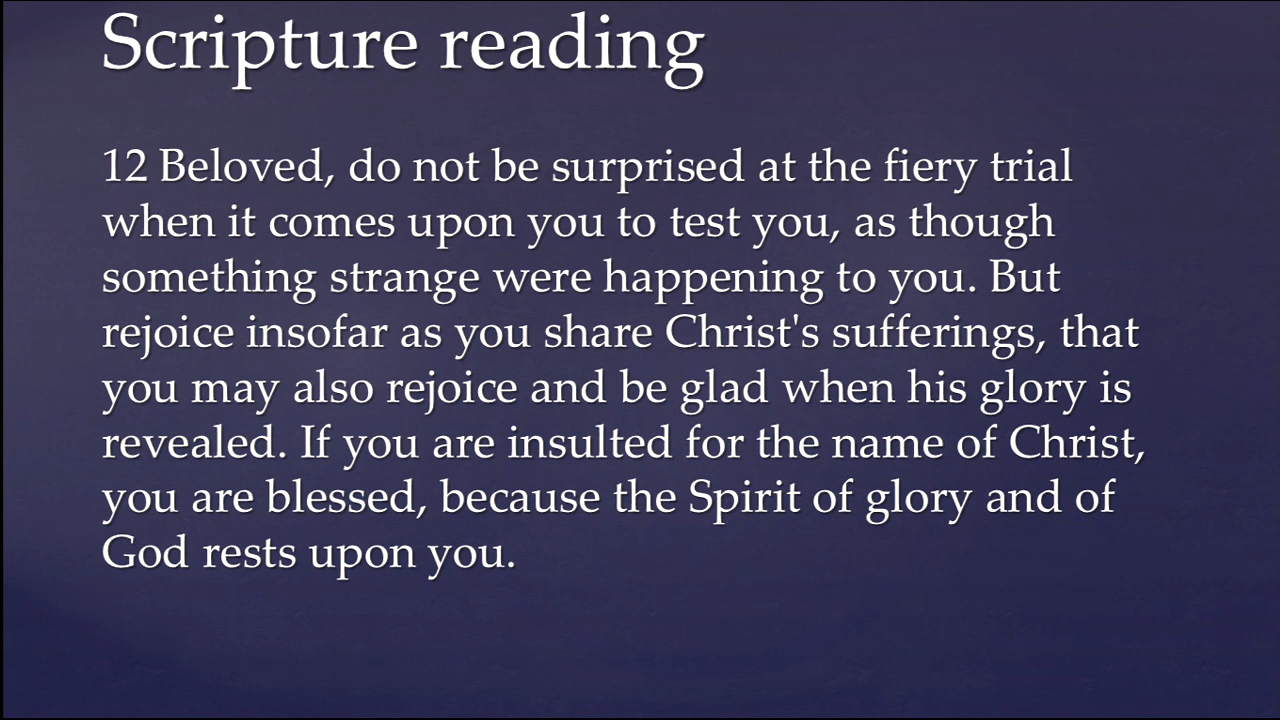 Scripture reading
12 Beloved, do not be surprised at the fiery trial
when it comes upon you to test you, as though
something strange were happening to you. But
rejoice insofar as you share Christ's sufferings, that
you may also rejoice and be glad when his glory is
revealed. If you are insulted for the name of Christ,
you are blessed, because the Spirit of glory and of
God rests upon you.